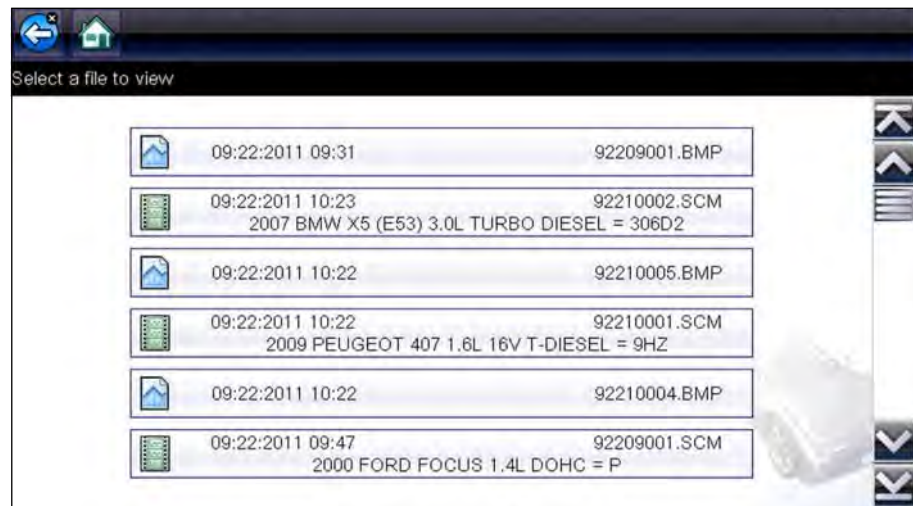 Select a file to view
09:22:2011 09:31 92209001.BMP
09:22:2011 10:23 92210002.SCM
2007 BMW X5 (E53) 3.0L TURBO DIESEL = 306D2
09:22:2011 10:22 92210005.BMP
09:22:2011 10:22 92210001.SCM
2009 PEUGEOT 407 1.6L 16V T-DIESEL = 9HZ
09:22:2011 10:22 92210004.BMP
09:22:2011 09:47 92209001.SCM
2000 FORD FOCUS 1.4L DOHC = P